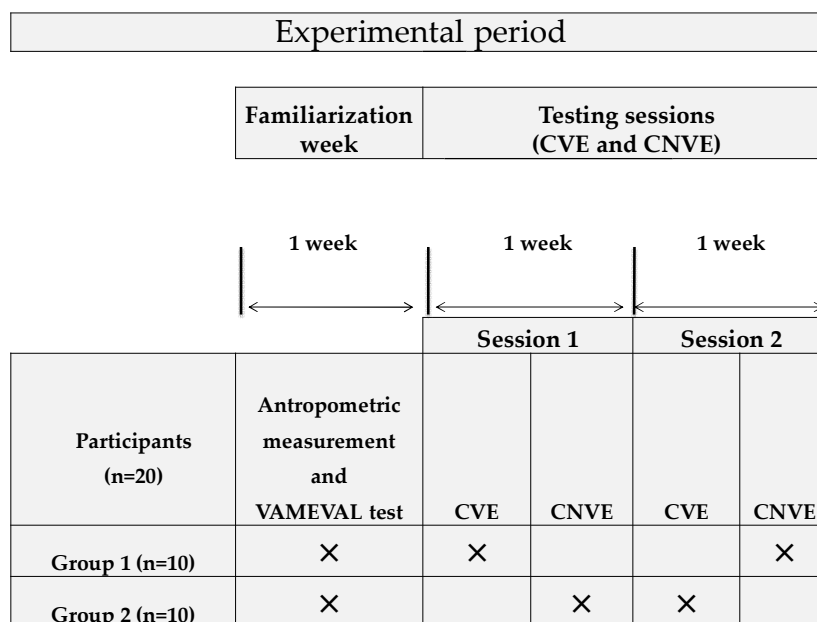 Experimental period
Familiarization week
Testing sessions (CVE and CNVE)
1 week
1 week
1 week
Session 1
Session 2
Participants (n=20)
Antropometric measurement and VAMEVAL test
CVE
CNVE
CVE
CNVE
Group 1 (n=10)
×
×
×
Group 2 (n=10)
×
×
×